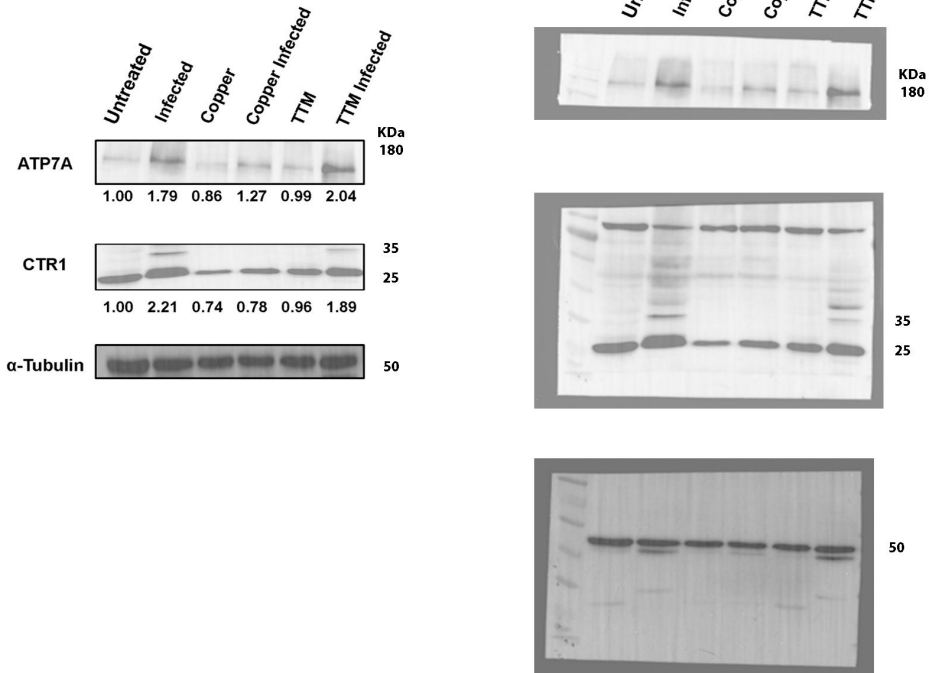 Untreated
Infected
Copper
Copper Infected
TTM
TTM Infected
KDa
180
ATP7A
1.00 1.79 0.86 1.27 0.99 2.04
35
CTR1
25
1.00 2.21 0.74 0.78 0.96 1.89
α-Tubulin
50
KDa
180
35
25
50